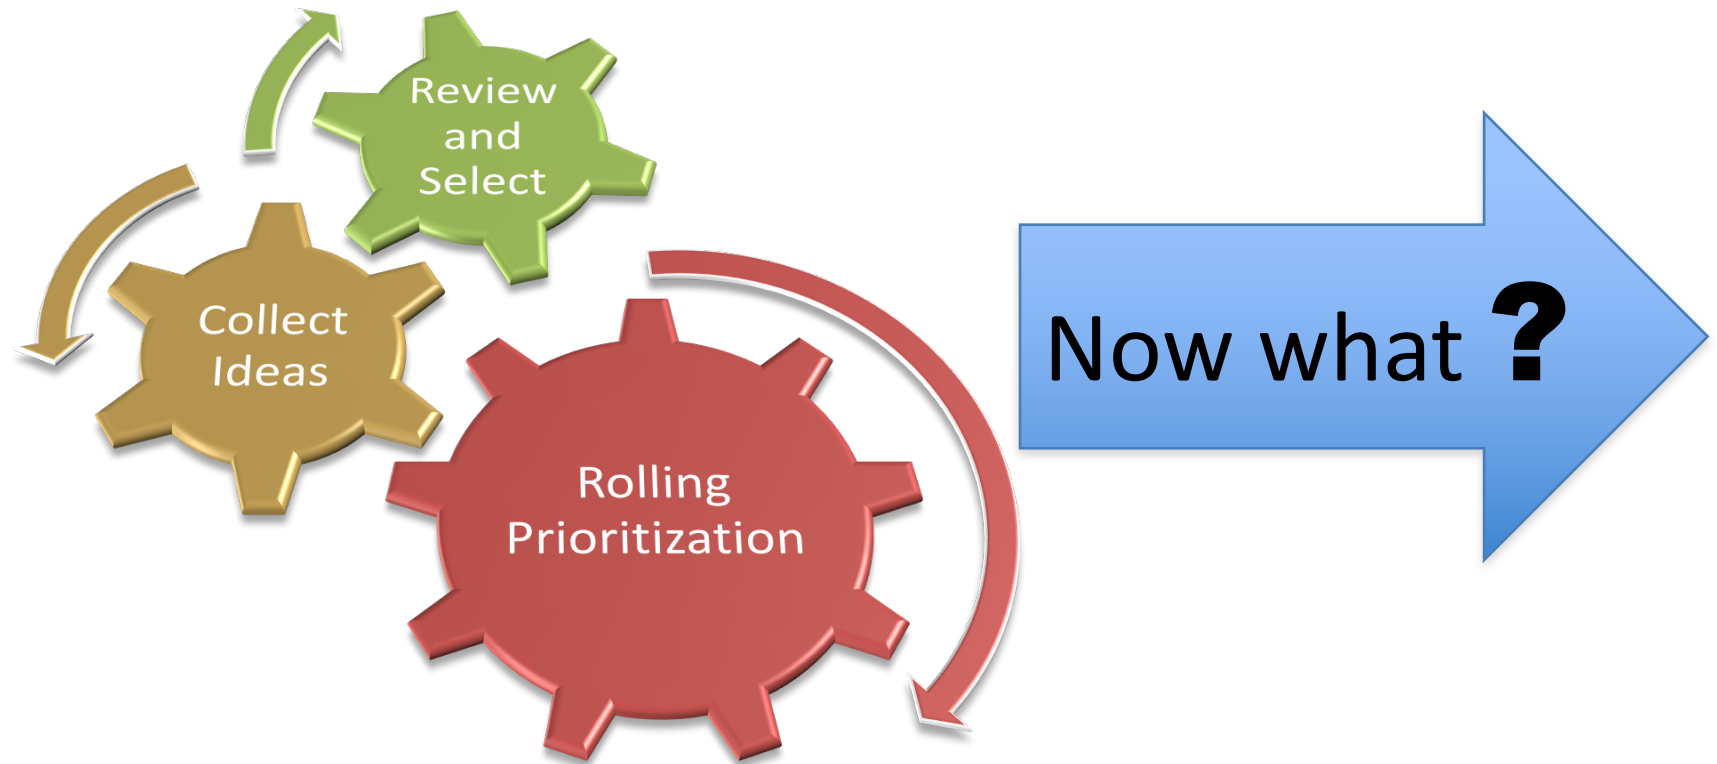 Review
and
Select
Collect
Ideas
Rolling
Prioritization
Now what ?